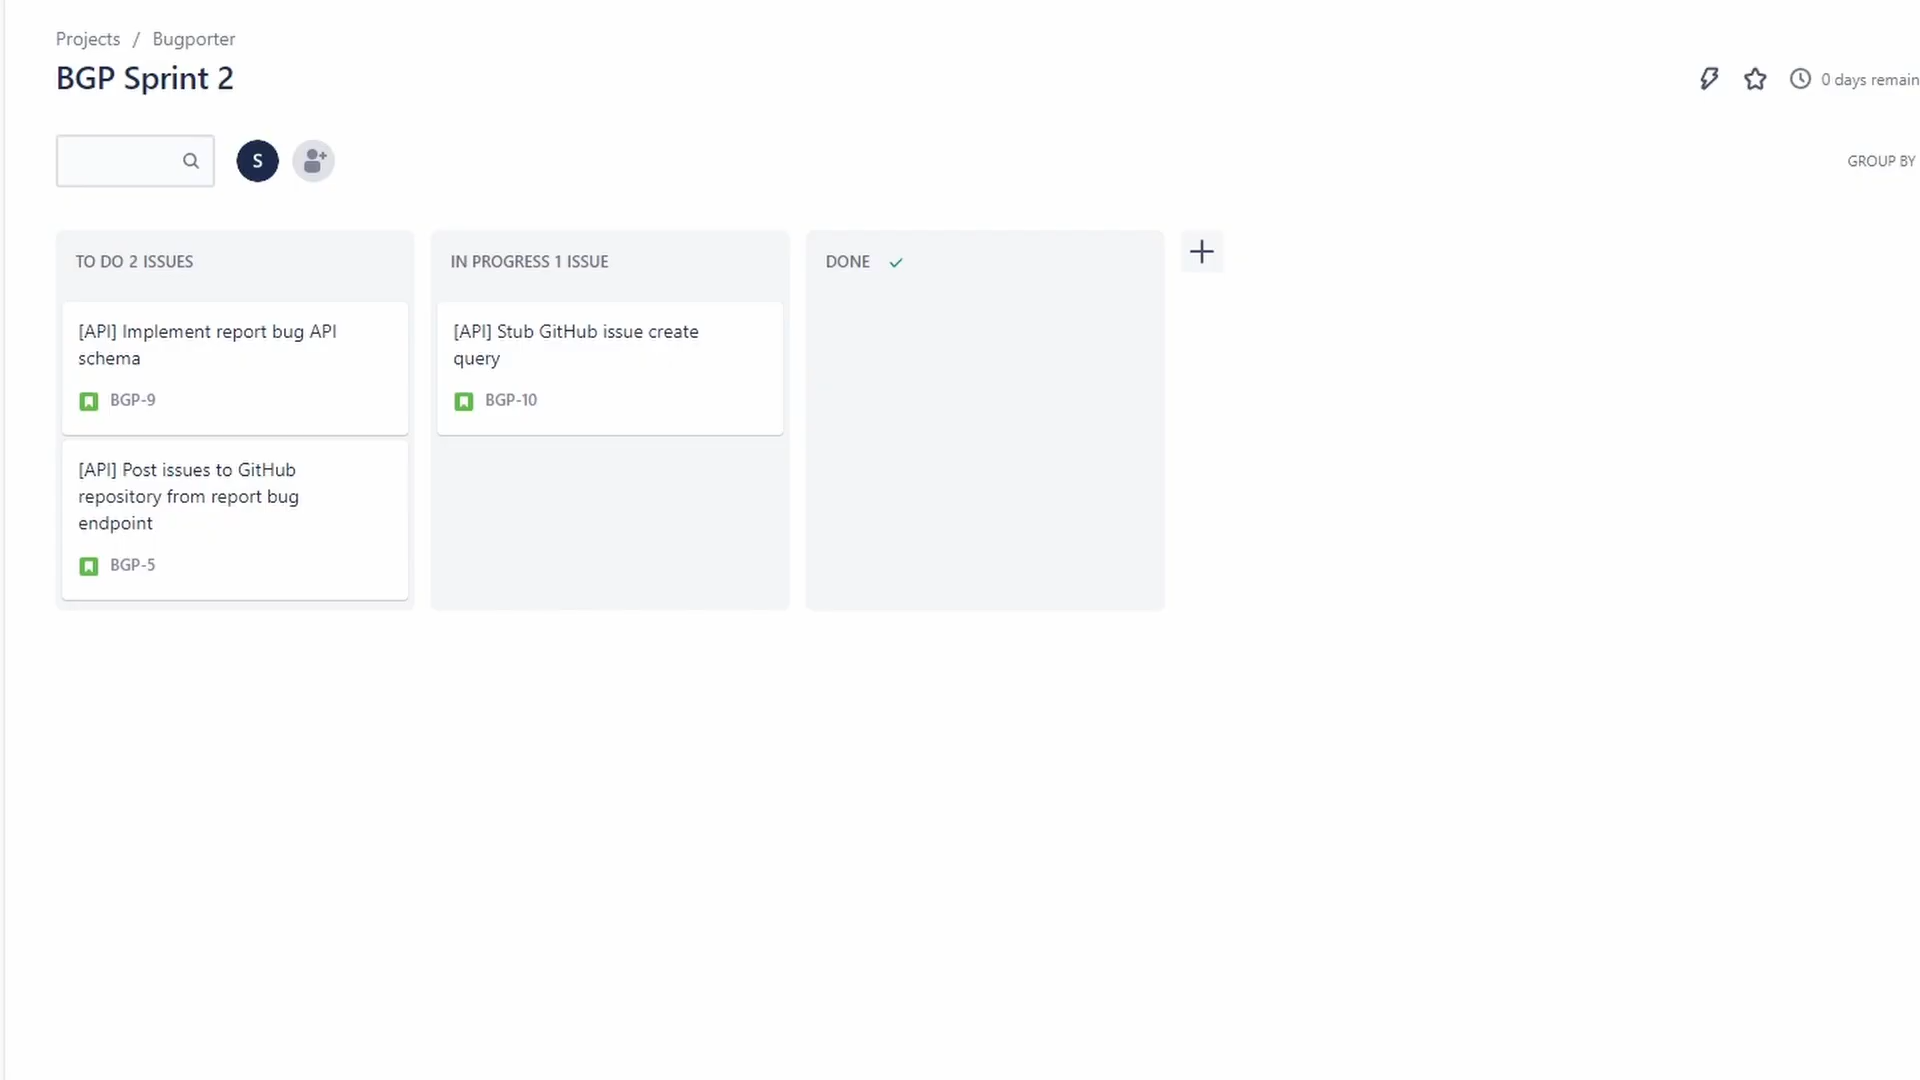 Projects / Bugporter
BGP Sprint 2
0 days remain
S
GROUP BY
TO DO 2 ISSUES
[API] Implement report bug API
schema
BGP-9
[API] Post issues to GitHub
repository from report bug
endpoint
BGP-5
IN PROGRESS 1 ISSUE
[API] Stub GitHub issue create
query
BGP-10
DONE